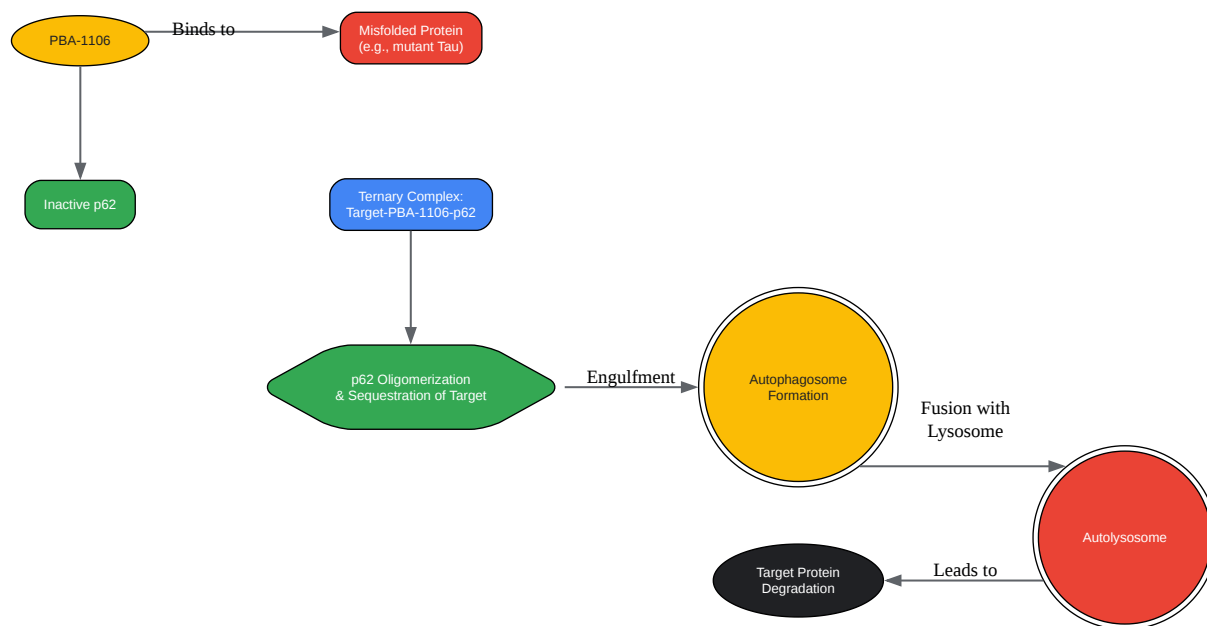 PBA-1106
Binds to
Misfolded Protein
(e.g., mutant Tau)
Inactive p62
Ternary Complex:
Target-PBA-1106-p62
p62 Oligomerization
& Sequestration of Target
Engulfment
Autophagosome
Formation
Fusion with
Lysosome
Autolysosome
Leads to
Target Protein
Degradation